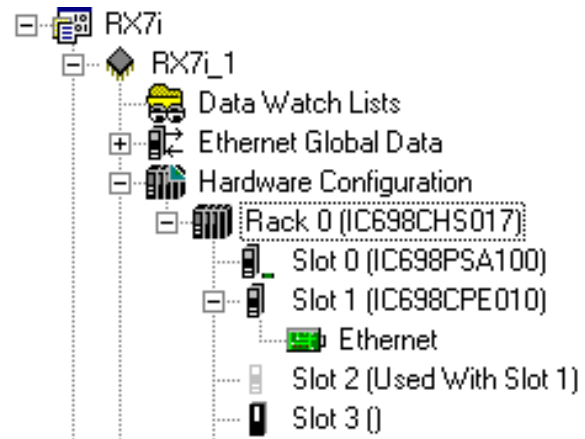 RX7i
RX7i_1
Data Watch Lists
Ethernet Global Data
Hardware Configuration
Rack 0 (IC698CHS017)
Slot 0 (IC698PSA100)
Slot 1 (IC698CPE010)
Ethernet
Slot 2 (Used With Slot 1)
Slot 3 ()